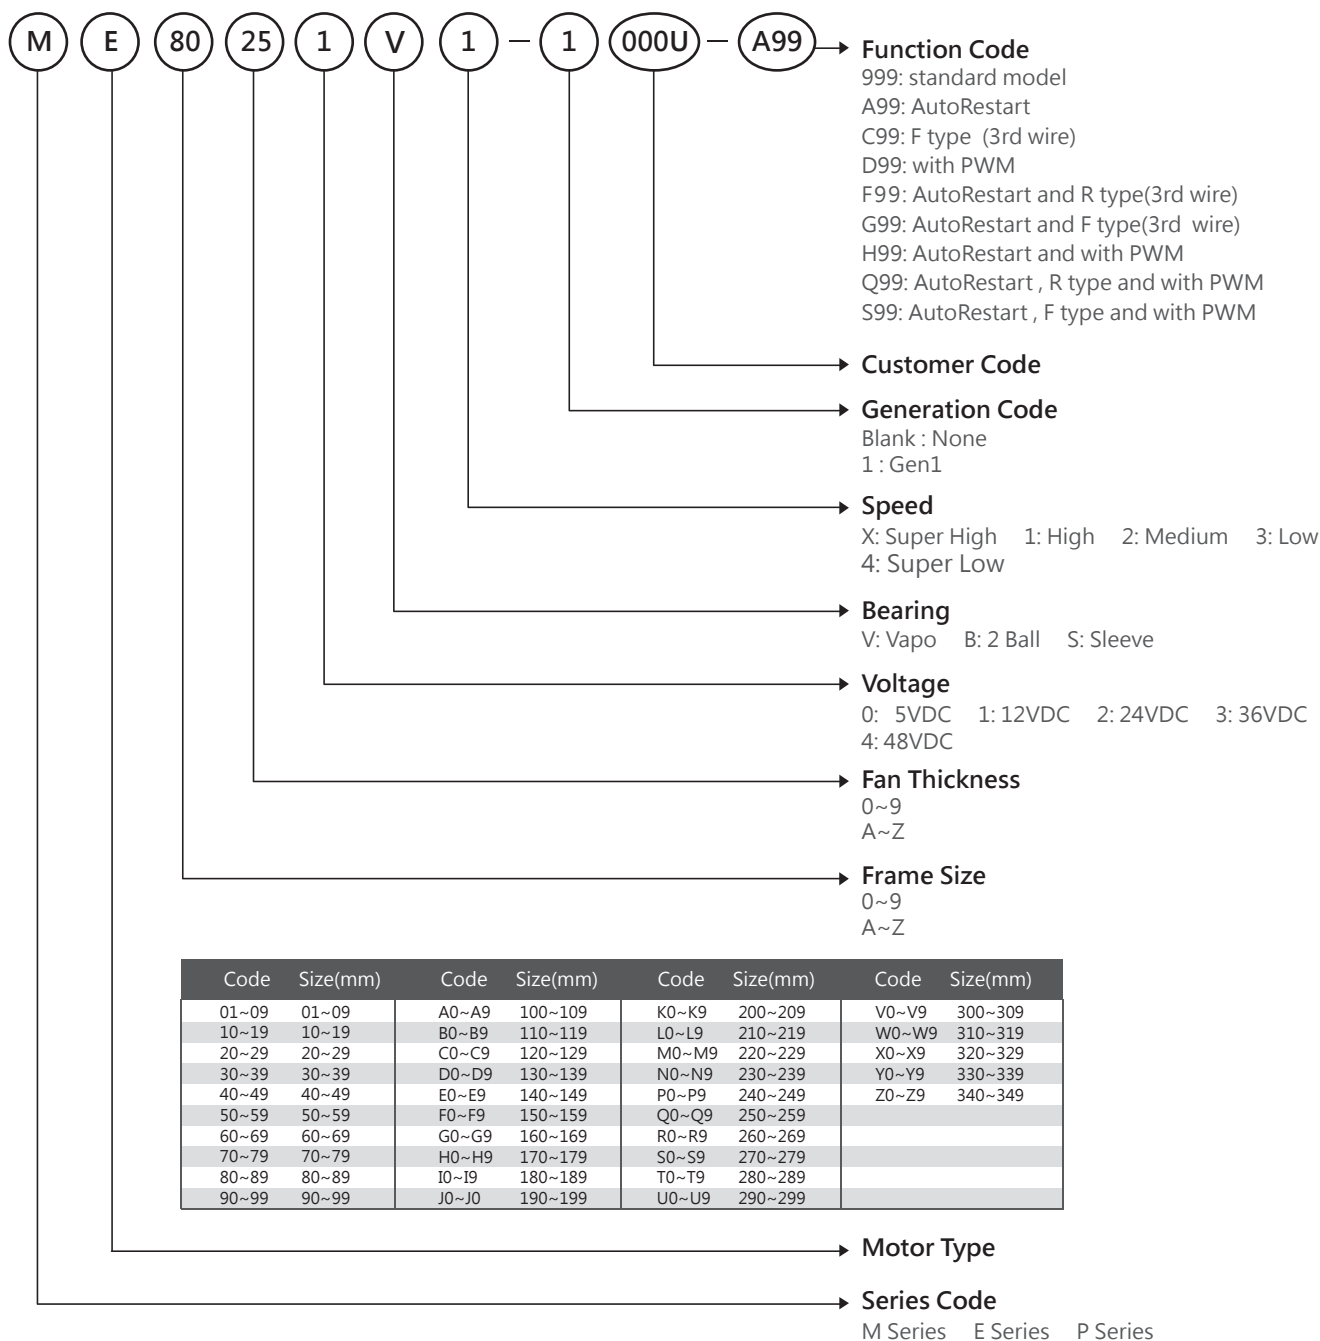 M E 80 25 1 V 1 – 1 000U – A99
Function Code
999: standard model
A99: AutoRestart
C99: F type (3rd wire)
D99: with PWM
F99: AutoRestart and R type(3rd wire)
G99: AutoRestart and F type(3rd wire)
H99: AutoRestart and with PWM
Q99: AutoRestart , R type and with PWM
S99: AutoRestart , F type and with PWM
Customer Code
Generation Code
Blank : None
1 : Gen1
Speed
X: Super High 1: High 2: Medium 3: Low
4: Super Low
Bearing
V: Vapo B: 2 Ball S: Sleeve
Voltage
0: 5VDC 1: 12VDC 2: 24VDC 3: 36VDC
4: 48VDC
Fan Thickness
0~9
A~Z
Frame Size
0~9
A~Z
Code Size(mm) Code Size(mm) Code Size(mm) Code Size(mm)
01~09 01~09 A0~A9 100~109 K0~K9 200~209 V0~V9 300~309
10~19 10~19 B0~B9 110~119 L0~L9 210~219 W0~W9 310~319
20~29 20~29 C0~C9 120~129 M0~M9 220~229 X0~X9 320~329
30~39 30~39 D0~D9 130~139 N0~N9 230~239 Y0~Y9 330~339
40~49 40~49 E0~E9 140~149 P0~P9 240~249 Z0~Z9 340~349
50~59 50~59 F0~F9 150~159 Q0~Q9 250~259
60~69 60~69 G0~G9 160~169 R0~R9 260~269
70~79 70~79 H0~H9 170~179 S0~S9 270~279
80~89 80~89 I0~I9 180~189 T0~T9 280~289
90~99 90~99 J0~J0 190~199 U0~U9 290~299
Motor Type
Series Code
M Series E Series P Series